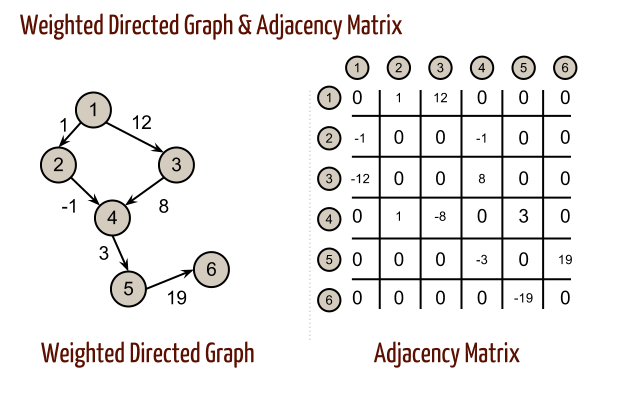 Weighted Directed Graph & Adjacency Matrix
1
1 12
2 3
-1 8
4
3
5 6
19
Weighted Directed Graph
1 2 3 4 5 6
1 0 1 12 0 0 0
2 -1 0 0 -1 0 0
3 -12 0 0 8 0 0
4 0 1 -8 0 3 0
5 0 0 0 -3 0 19
6 0 0 0 0 -19 0
Adjacency Matrix